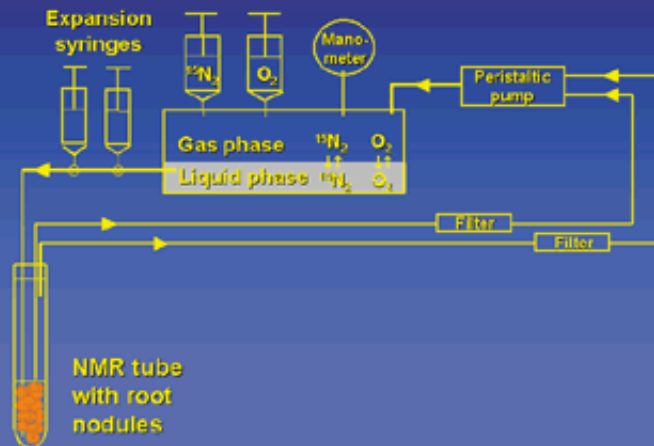 Expansion
syringes
¹⁵N₂
O₂
Mano-
meter
Peristaltic
pump
Gas phase ¹⁵N₂ O₂
Liquid phase ¹⁵N₂ O₂
Filter
Filter
NMR tube
with root
nodules